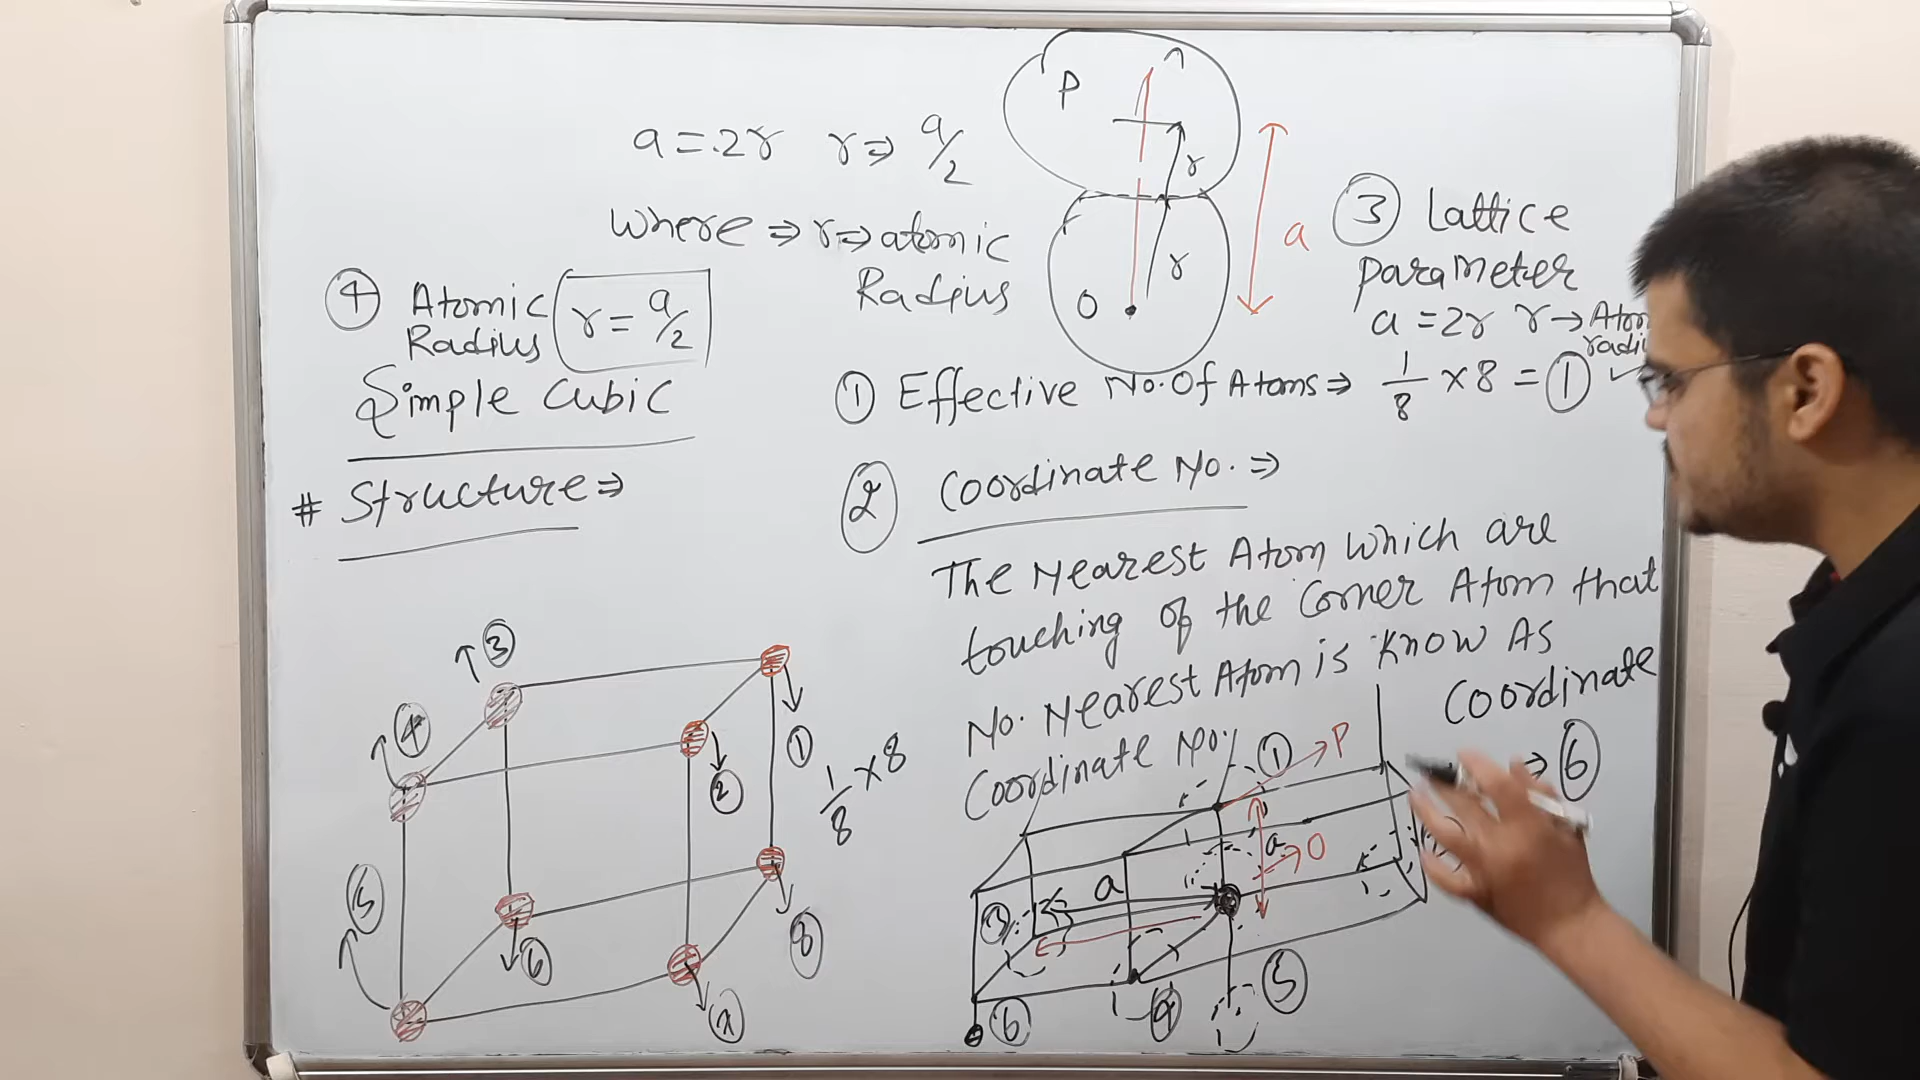 a = 2r r ⇒ a/2
where ⇒ r ⇒ atomic
Radius
P
r
r
O
a
③ Lattice
parameter
a = 2r r → Atom
radi
④ Atomic
Radius
r = a/2
Simple Cubic
# Structure ⇒
① Effective No. Of Atoms ⇒ 1/8 × 8 = ① ✓
② Coordinate No. ⇒
The Nearest Atom which are
touching of the Corner Atom that
No. Nearest Atom is Know As
Coordinate No.
Coordinate
⇒ ⑥
③
④
①
②
1/8 × 8
⑤
⑥
⑧
① P
a
O
a
③
⑥
④
⑤